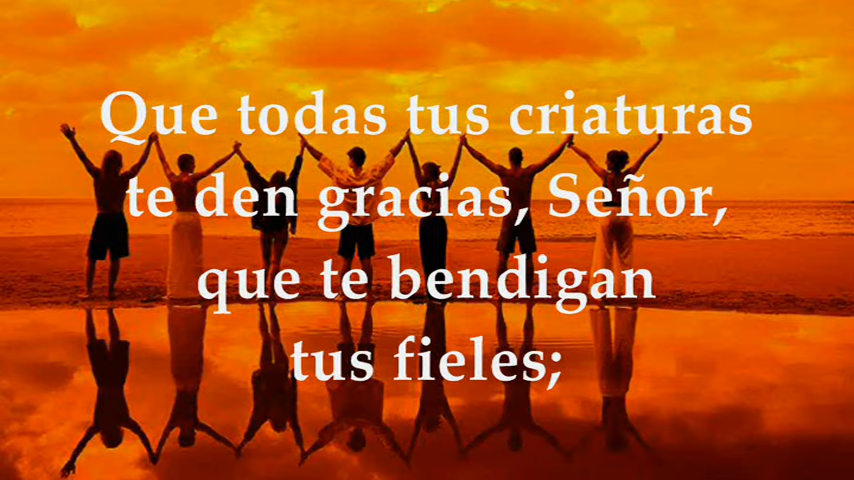 Que todas tus criaturas
te den gracias, Señor,
que te bendigan
tus fieles;